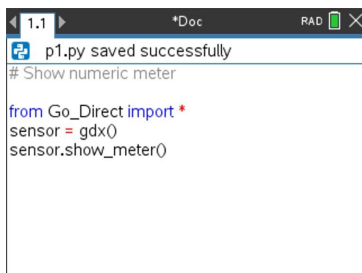 1.1 *Doc RAD
p1.py saved successfully
# Show numeric meter
from Go_Direct import *
sensor = gdx()
sensor.show_meter()